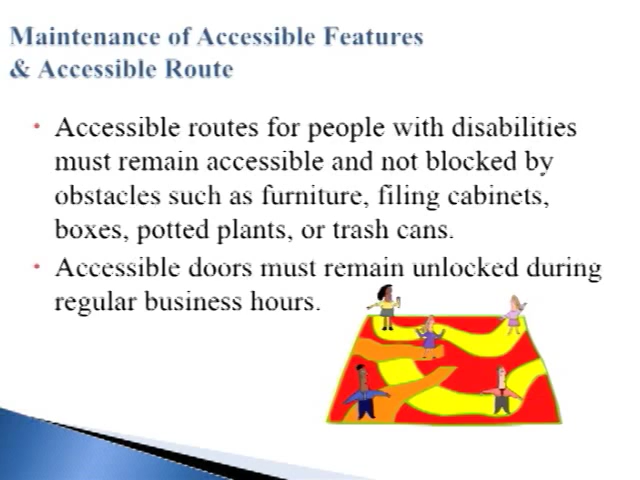 Maintenance of Accessible Features
& Accessible Route
• Accessible routes for people with disabilities
must remain accessible and not blocked by
obstacles such as furniture, filing cabinets,
boxes, potted plants, or trash cans.
• Accessible doors must remain unlocked during
regular business hours.